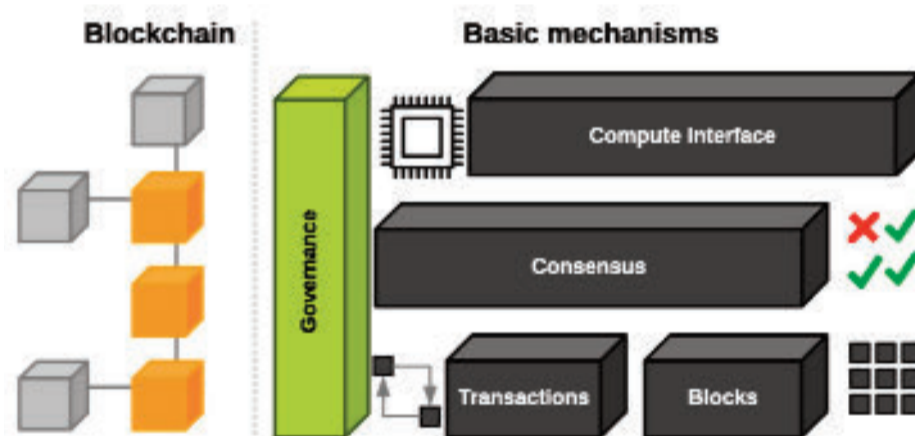 Blockchain
Basic mechanisms
Compute Interface
Governance
Consensus
Transactions
Blocks